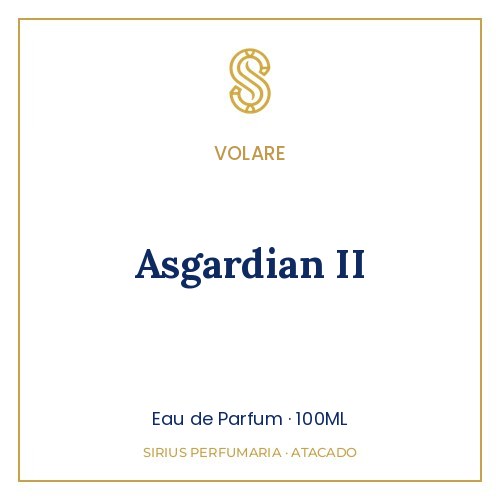 VOLARE
Asgardian II
Eau de Parfum · 100ML
SIRIUS PERFUMARIA · ATACADO